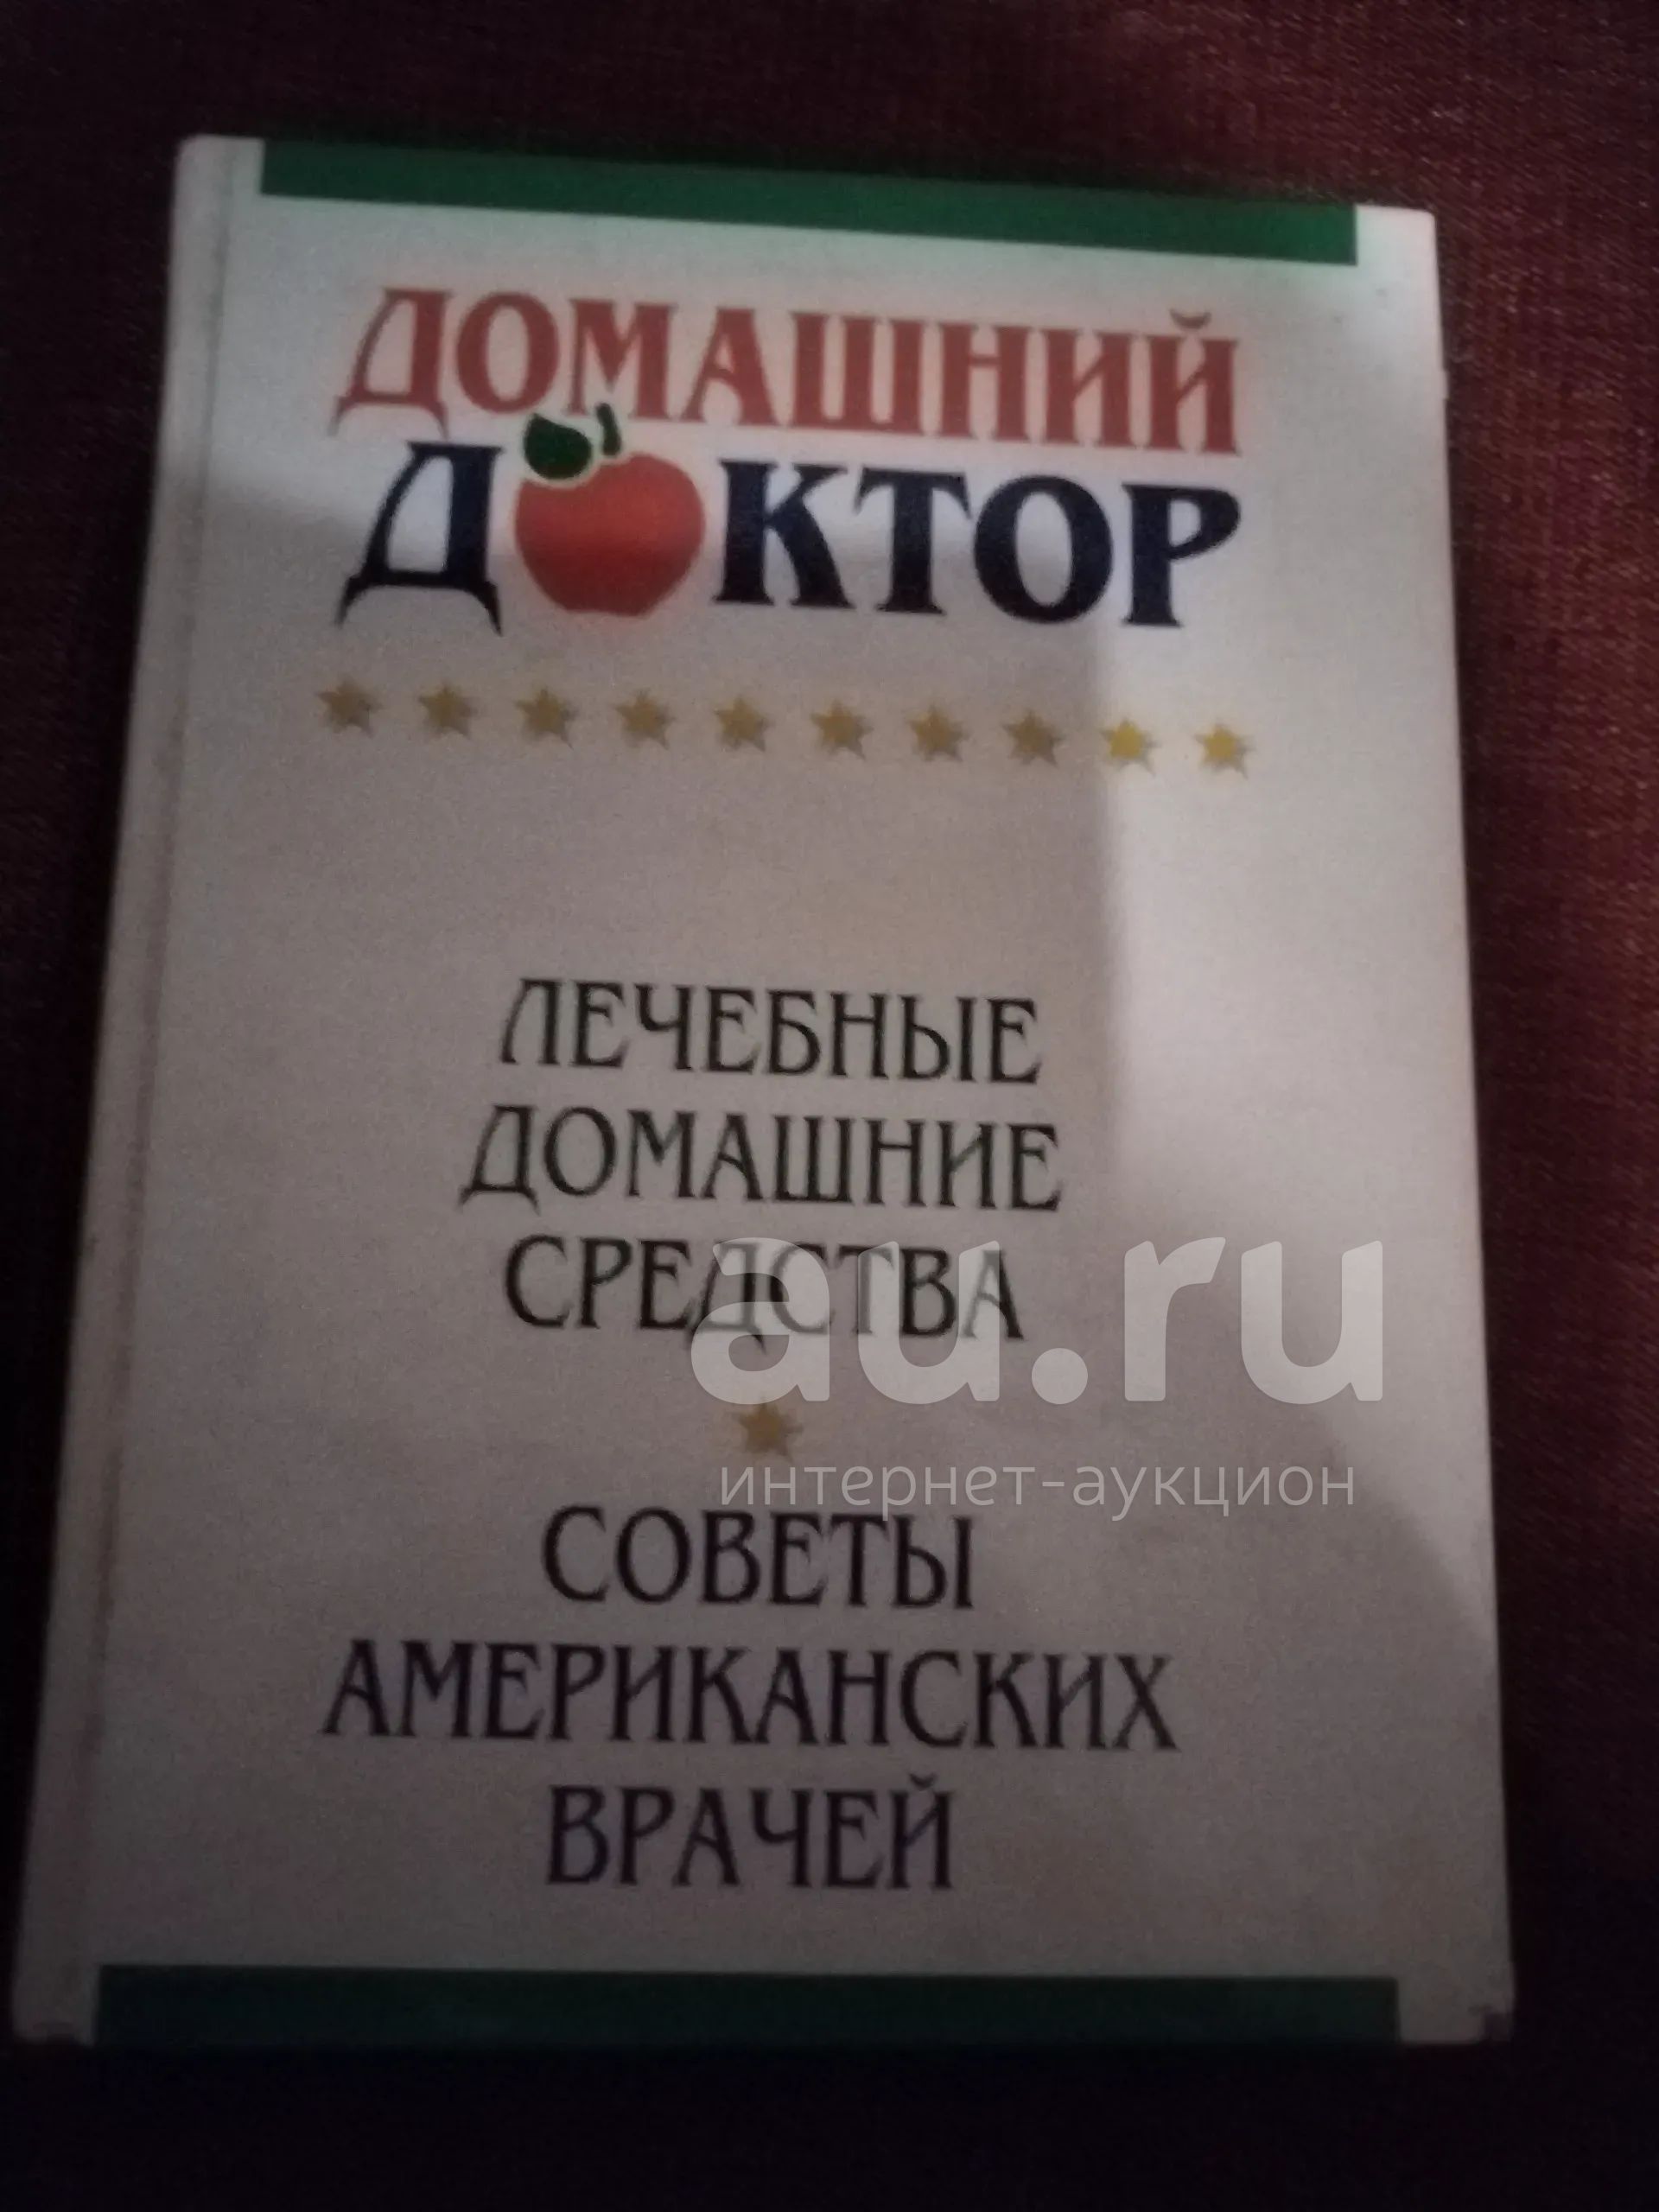 ДОМАШНИЙ
ДОКТОР
ЛЕЧЕБНЫЕ
ДОМАШНИЕ
СРЕДСТВА
au.ru
интернет-аукцион
СОВЕТЫ
АМЕРИКАНСКИХ
ВРАЧЕЙ